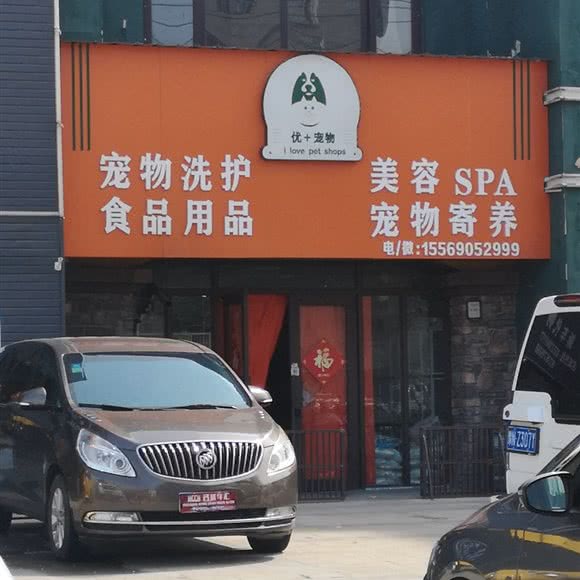 优+宠物
i love pet shops
宠物洗护
食品用品
美容 SPA
宠物寄养
电/微:15569052999
福
Z3071